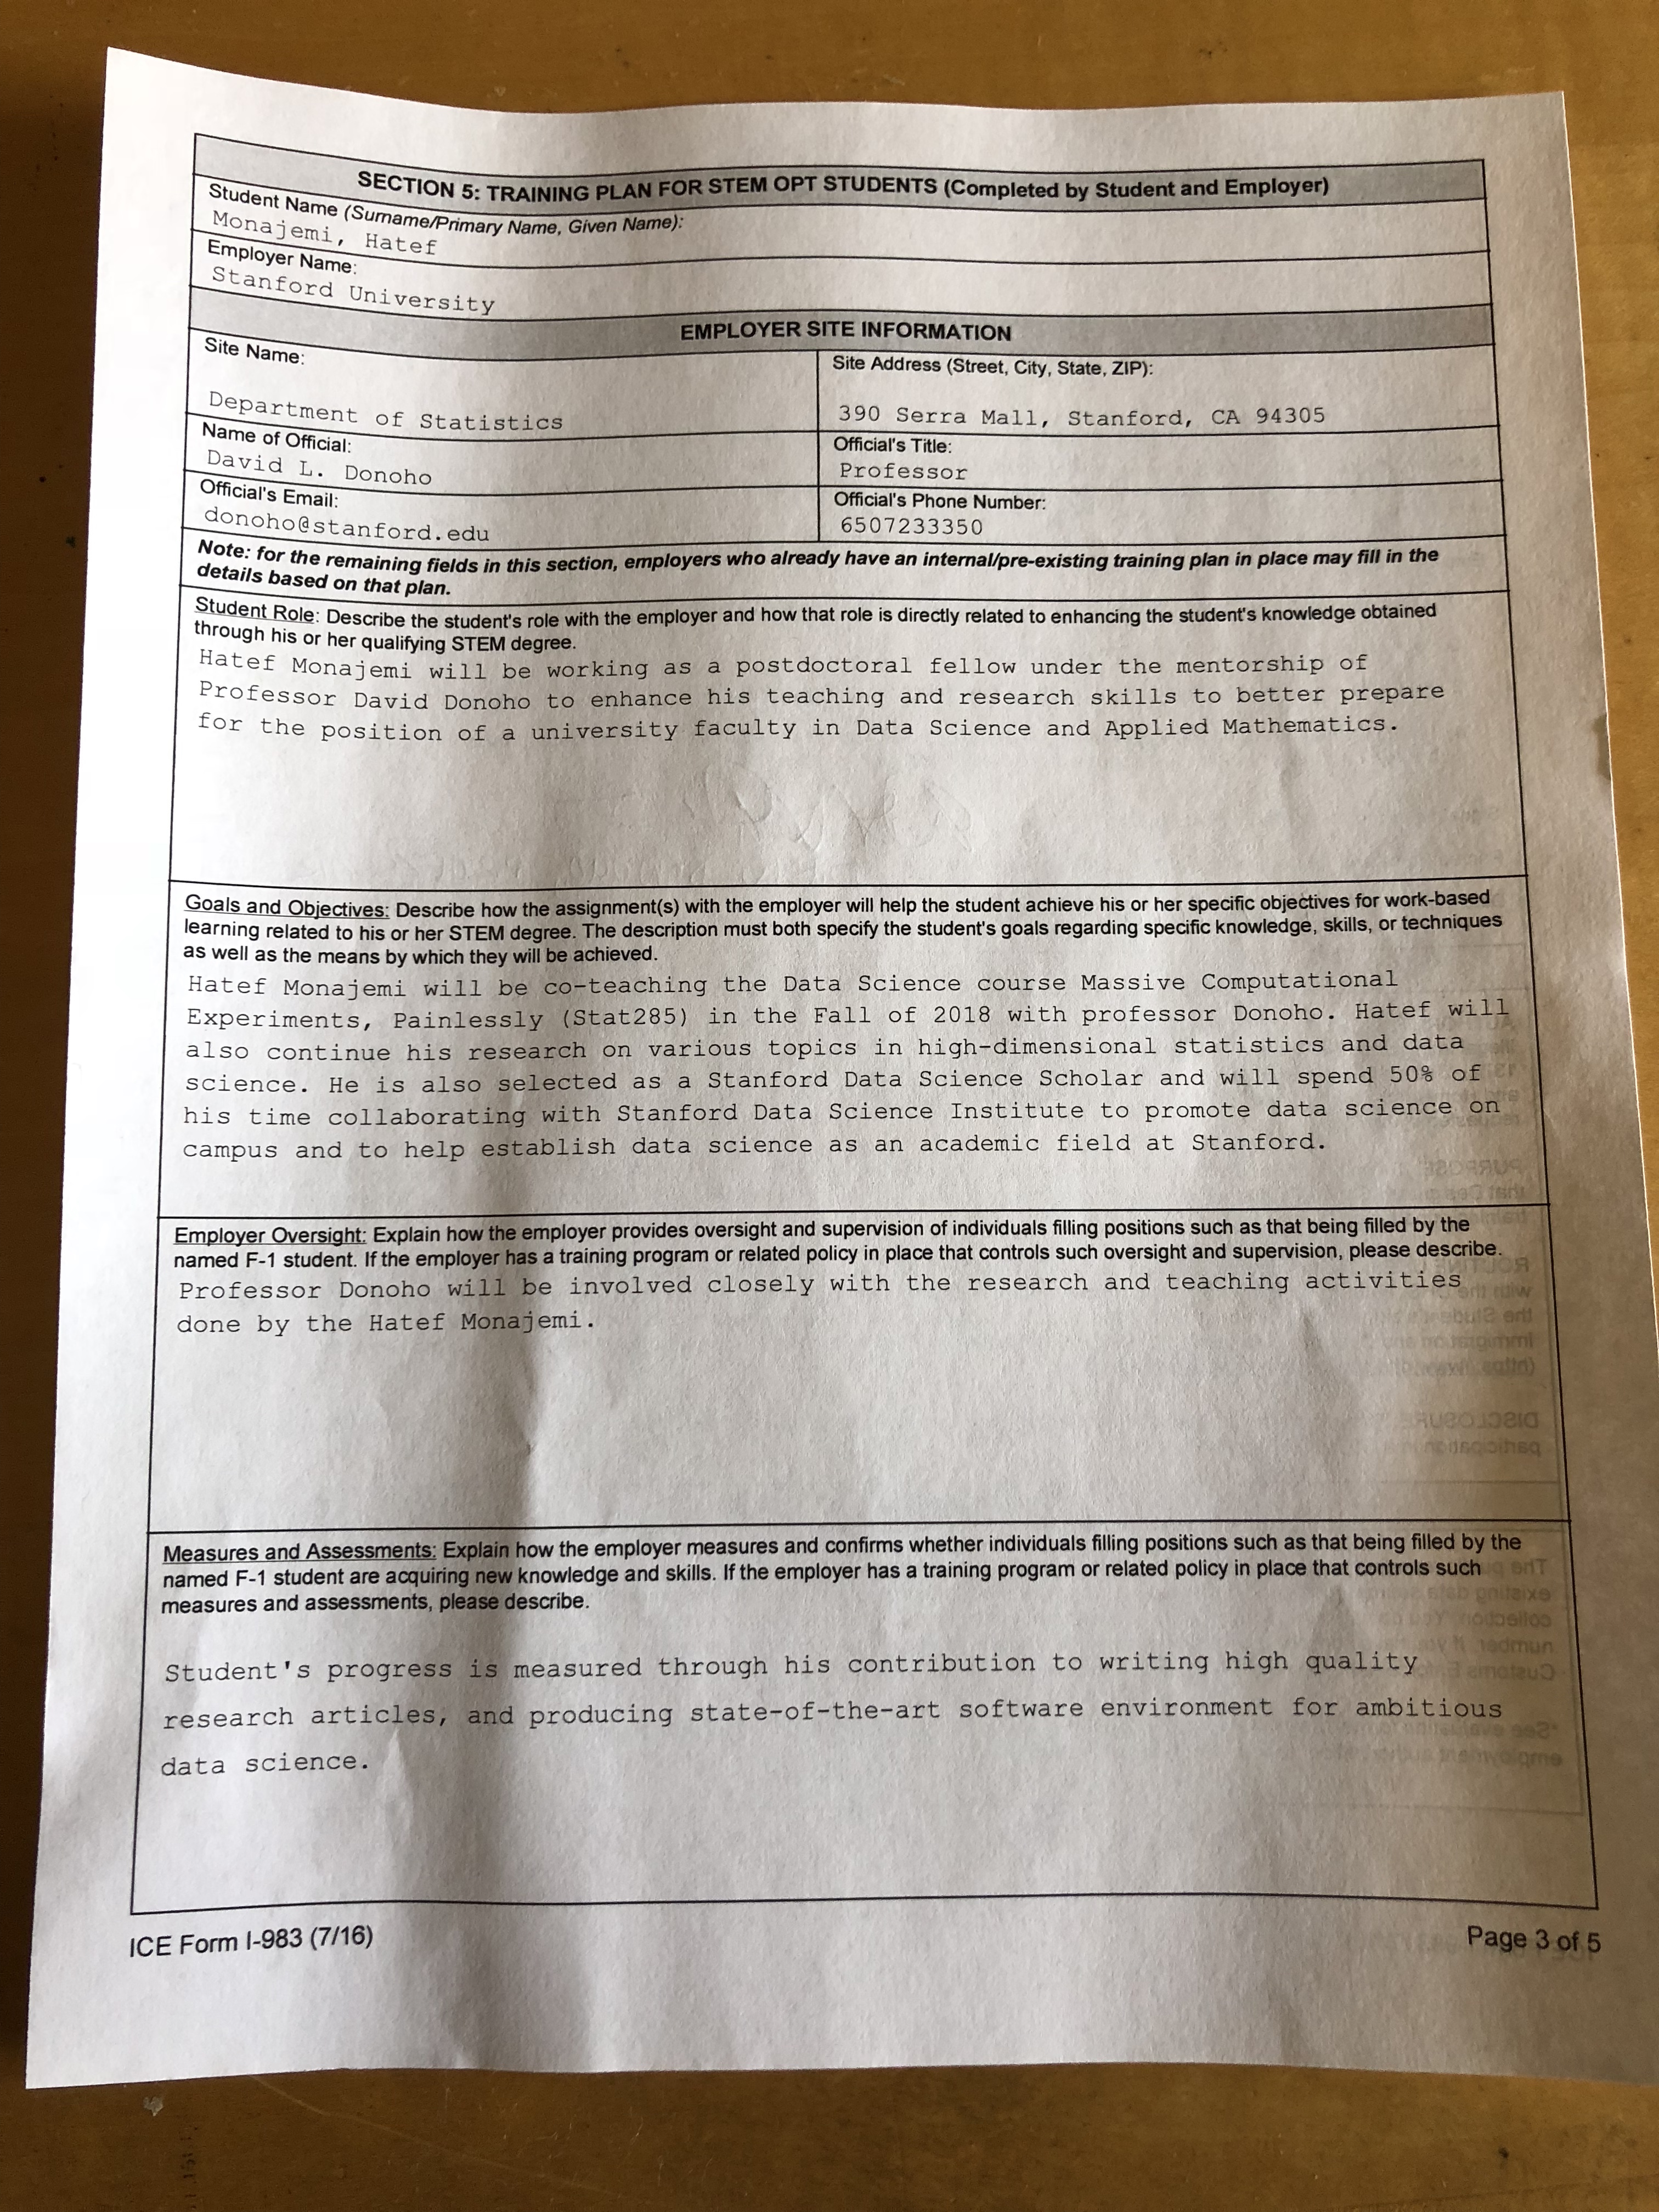 SECTION 5: TRAINING PLAN FOR STEM OPT STUDENTS (Completed by Student and Employer)
Student Name (Surname/Primary Name, Given Name):
Monajemi, Hatef
Employer Name:
Stanford University
EMPLOYER SITE INFORMATION
Site Name:
Department of Statistics
Site Address (Street, City, State, ZIP):
390 Serra Mall, Stanford, CA 94305
Name of Official:
David L. Donoho
Official's Title:
Professor
Official's Email:
donoho@stanford.edu
Official's Phone Number:
6507233350
Note: for the remaining fields in this section, employers who already have an internal/pre-existing training plan in place may fill in the
details based on that plan.
Student Role: Describe the student's role with the employer and how that role is directly related to enhancing the student's knowledge obtained
through his or her qualifying STEM degree.
Hatef Monajemi will be working as a postdoctoral fellow under the mentorship of
Professor David Donoho to enhance his teaching and research skills to better prepare
for the position of a university faculty in Data Science and Applied Mathematics.
Goals and Objectives: Describe how the assignment(s) with the employer will help the student achieve his or her specific objectives for work-based
learning related to his or her STEM degree. The description must both specify the student's goals regarding specific knowledge, skills, or techniques
as well as the means by which they will be achieved.
Hatef Monajemi will be co-teaching the Data Science course Massive Computational
Experiments, Painlessly (Stat285) in the Fall of 2018 with professor Donoho. Hatef will
also continue his research on various topics in high-dimensional statistics and data
science. He is also selected as a Stanford Data Science Scholar and will spend 50% of
his time collaborating with Stanford Data Science Institute to promote data science on
campus and to help establish data science as an academic field at Stanford.
Employer Oversight: Explain how the employer provides oversight and supervision of individuals filling positions such as that being filled by the
named F-1 student. If the employer has a training program or related policy in place that controls such oversight and supervision, please describe.
Professor Donoho will be involved closely with the research and teaching activities
done by the Hatef Monajemi.
Measures and Assessments: Explain how the employer measures and confirms whether individuals filling positions such as that being filled by the
named F-1 student are acquiring new knowledge and skills. If the employer has a training program or related policy in place that controls such
measures and assessments, please describe.
Student's progress is measured through his contribution to writing high quality
research articles, and producing state-of-the-art software environment for ambitious
data science.
ICE Form I-983 (7/16)
Page 3 of 5